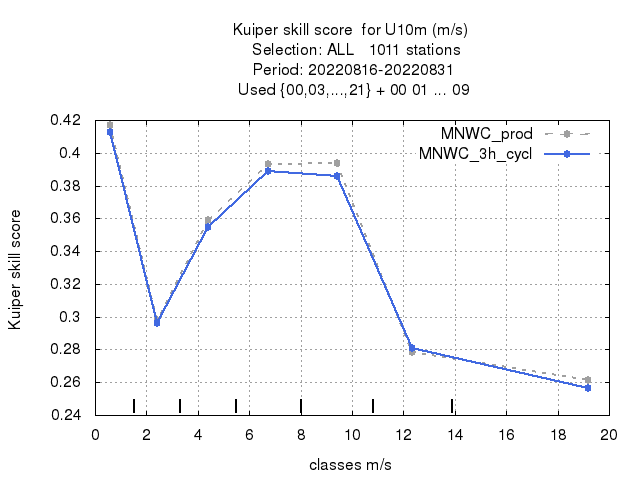 Kuiper skill score  for U10m (m/s)
Selection: ALL   1011 stations
Period: 20220816-20220831
Used {00,03,...,21} + 00 01 ... 09
MNWC_prod
MNWC_3h_cycl
Kuiper skill score
0.42
0.4
0.38
0.36
0.34
0.32
0.3
0.28
0.26
0.24
0 2 4 6 8 10 12 14 16 18 20
classes m/s